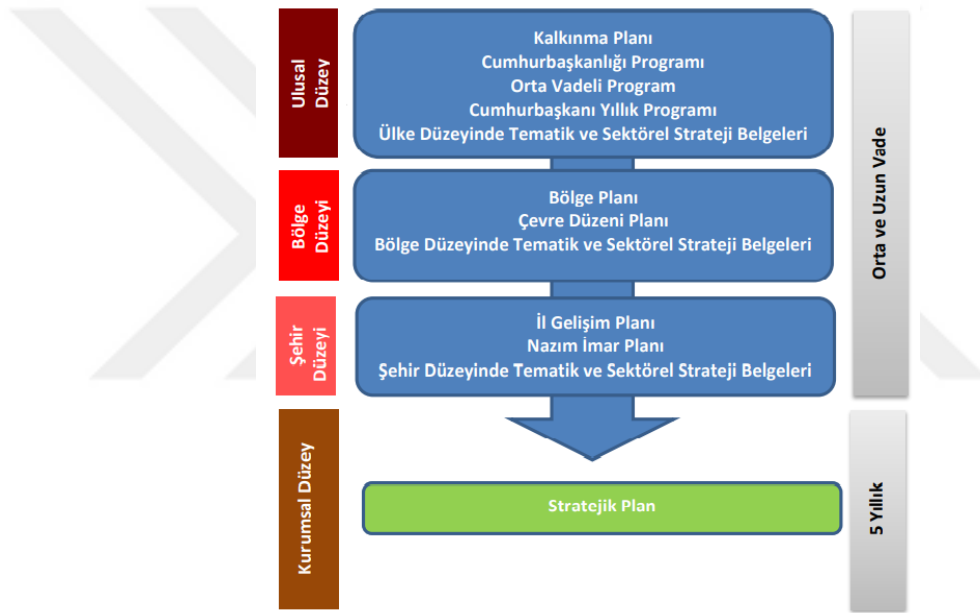 Ulusal
Düzey
Kalkınma Planı
Cumhurbaşkanlığı Programı
Orta Vadeli Program
Cumhurbaşkanı Yıllık Programı
Ülke Düzeyinde Tematik ve Sektörel Strateji Belgeleri
Orta ve Uzun Vade
Bölge
Düzeyi
Bölge Planı
Çevre Düzeni Planı
Bölge Düzeyinde Tematik ve Sektörel Strateji Belgeleri
Şehir
Düzeyi
İl Gelişim Planı
Nazım İmar Planı
Şehir Düzeyinde Tematik ve Sektörel Strateji Belgeleri
Kurumsal Düzey
Stratejik Plan
5 Yıllık